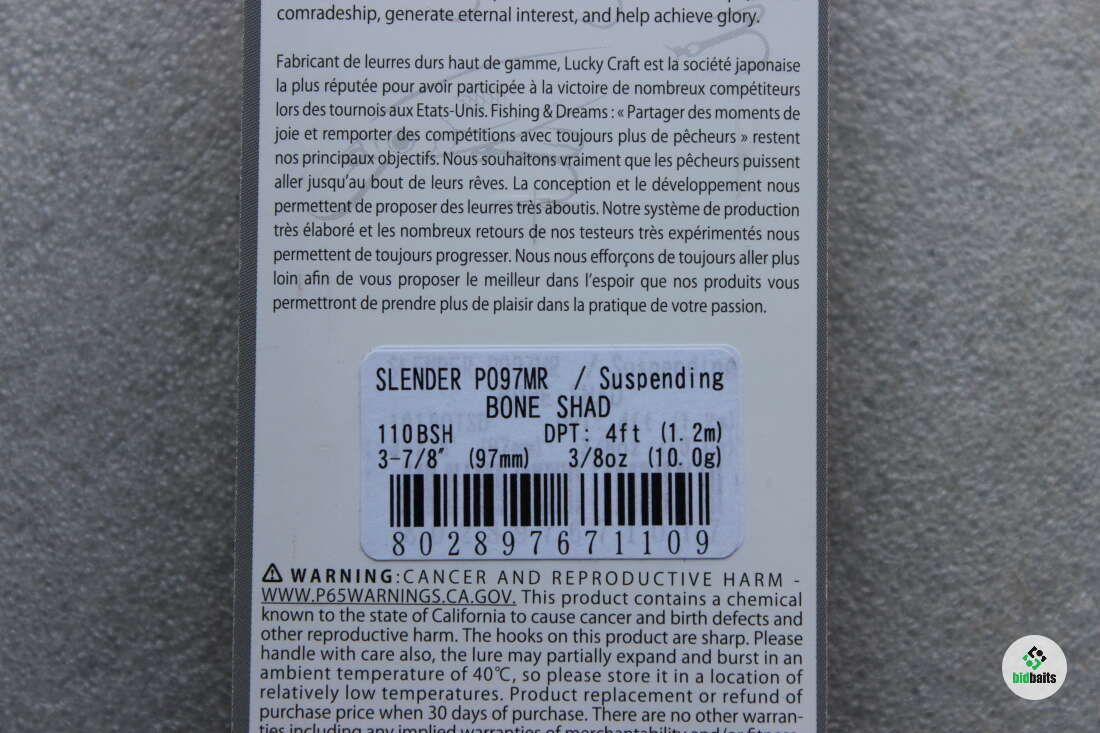 comradeship, generate eternal interest, and help achieve glory.
Fabricant de leurres durs haut de gamme, Lucky Craft est la société japonaise
la plus réputée pour avoir participée à la victoire de nombreux compétiteurs
lors des tournois aux Etats-Unis. Fishing & Dreams : « Partager des moments de
joie et remporter des compétitions avec toujours plus de pêcheurs » restent
nos principaux objectifs. Nous souhaitons vraiment que les pêcheurs puissent
aller jusqu'au bout de leurs rêves. La conception et le développement nous
permettent de proposer des leurres très aboutis. Notre système de production
très élaboré et les nombreux retours de nos testeurs très expérimentés nous
permettent de toujours progresser. Nous nous efforçons de toujours aller plus
loin afin de vous proposer le meilleur dans l'espoir que nos produits vous
permettront de prendre plus de plaisir dans la pratique de votre passion.
SLENDER PO97MR / Suspending
BONE SHAD
110BSH DPT: 4ft (1.2m)
3-7/8" (97mm) 3/8oz (10.0g)
802897671109
⚠ WARNING:CANCER AND REPRODUCTIVE HARM -
WWW.P65WARNINGS.CA.GOV. This product contains a chemical
known to the state of California to cause cancer and birth defects and
other reproductive harm. The hooks on this product are sharp. Please
handle with care also, the lure may partially expand and burst in an
ambient temperature of 40℃, so please store it in a location of
relatively low temperatures. Product replacement or refund of
purchase price when 30 days of purchase. There are no other warran-
ties including any implied warranties of merchantability and/or fitness
bidbaits